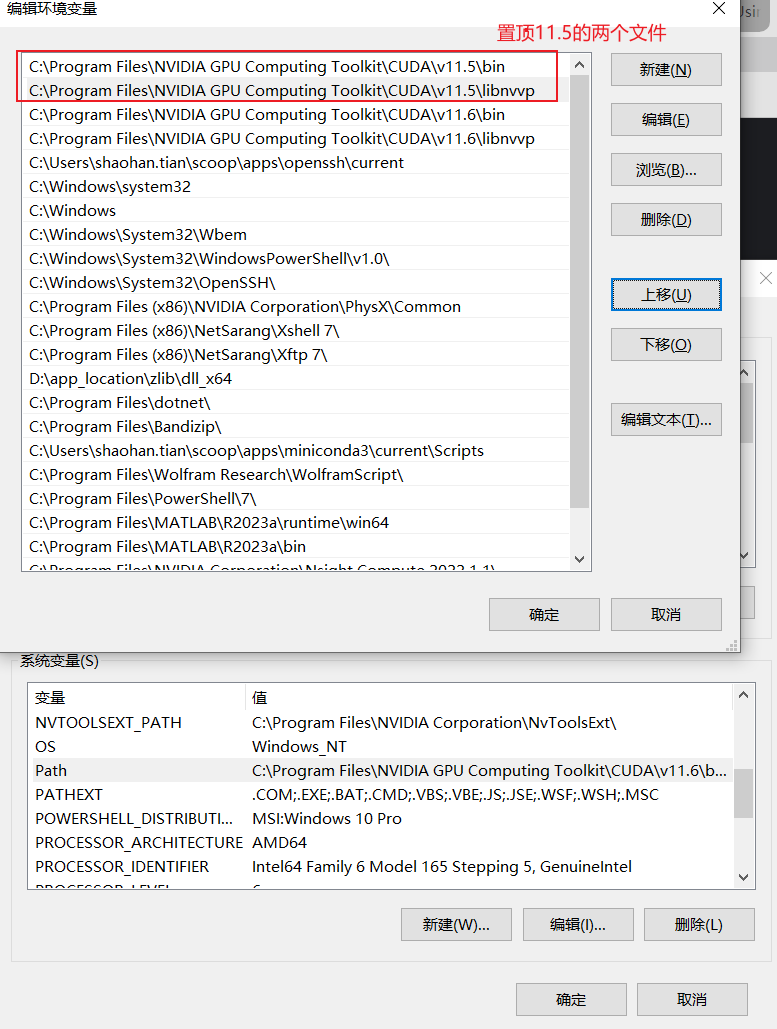 编辑环境变量
置顶11.5的两个文件
C:\Program Files\NVIDIA GPU Computing Toolkit\CUDA\v11.5\bin
C:\Program Files\NVIDIA GPU Computing Toolkit\CUDA\v11.5\libnvvp
C:\Program Files\NVIDIA GPU Computing Toolkit\CUDA\v11.6\bin
C:\Program Files\NVIDIA GPU Computing Toolkit\CUDA\v11.6\libnvvp
C:\Users\shaohan.tian\scoop\apps\openssh\current
C:\Windows\system32
C:\Windows
C:\Windows\System32\Wbem
C:\Windows\System32\WindowsPowerShell\v1.0\
C:\Windows\System32\OpenSSH\
C:\Program Files (x86)\NVIDIA Corporation\PhysX\Common
C:\Program Files (x86)\NetSarang\Xshell 7\
C:\Program Files (x86)\NetSarang\Xftp 7\
D:\app_location\zlib\dll_x64
C:\Program Files\dotnet\
C:\Program Files\Bandizip\
C:\Users\shaohan.tian\scoop\apps\miniconda3\current\Scripts
C:\Program Files\Wolfram Research\WolframScript\
C:\Program Files\PowerShell\7\
C:\Program Files\MATLAB\R2023a\runtime\win64
C:\Program Files\MATLAB\R2023a\bin
C:\Program Files\NVIDIA Corporation\Nsight Compute 2023.1.1\
新建(N)
编辑(E)
浏览(B)...
删除(D)
上移(U)
下移(O)
编辑文本(T)...
确定 取消
系统变量(S)
变量 值
NVTOOLSEXT_PATH C:\Program Files\NVIDIA Corporation\NvToolsExt\
OS Windows_NT
Path C:\Program Files\NVIDIA GPU Computing Toolkit\CUDA\v11.6\b...
PATHEXT .COM;.EXE;.BAT;.CMD;.VBS;.VBE;.JS;.JSE;.WSF;.WSH;.MSC
POWERSHELL_DISTRIBUTI... MSI:Windows 10 Pro
PROCESSOR_ARCHITECTURE AMD64
PROCESSOR_IDENTIFIER Intel64 Family 6 Model 165 Stepping 5, GenuineIntel
PROCESSOR_LEVEL 6
新建(W)... 编辑(I)... 删除(L)
确定 取消